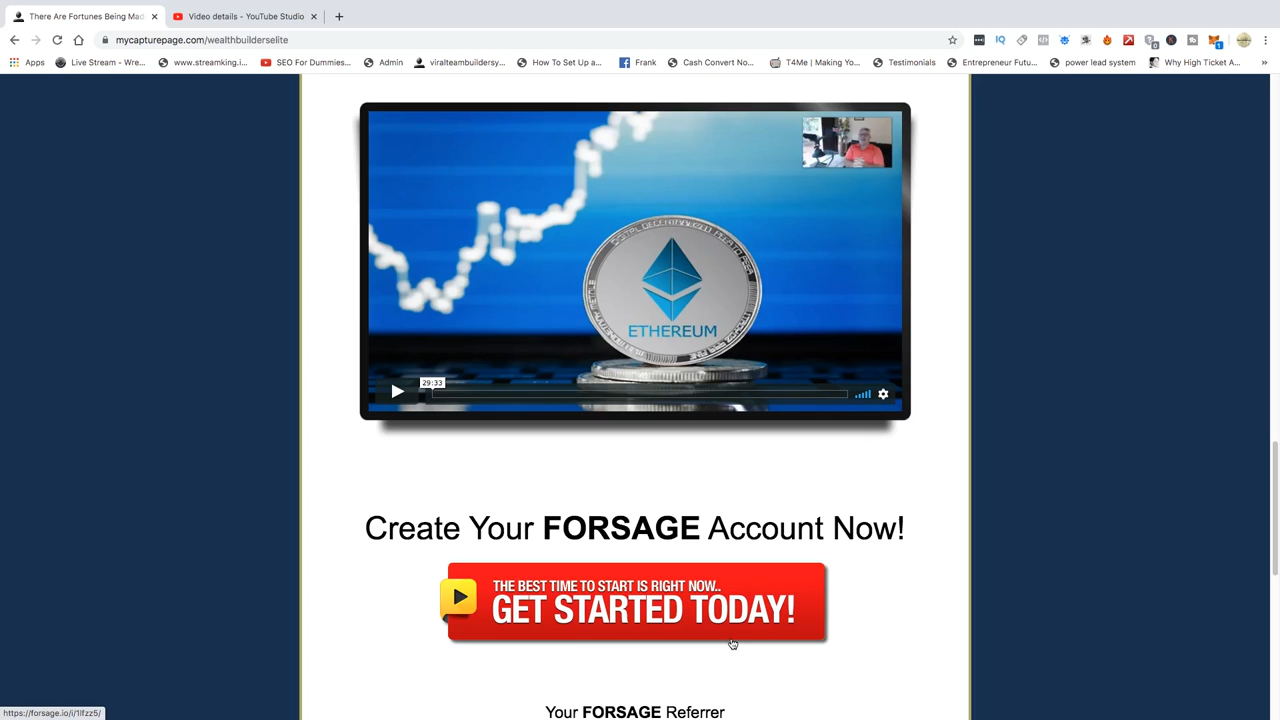 There Are Fortunes Being Mad
Video details - YouTube Studio
mycapturepage.com/wealthbuilderselite
Apps
Live Stream - Wre...
www.streamking.i...
SEO For Dummies...
Admin
viralteambuildersy...
How To Set Up a...
Frank
Cash Convert No...
T4Me | Making Yo...
Testimonials
Entrepreneur Futu...
power lead system
Why High Ticket A...
ETHEREUM
29:33
Create Your FORSAGE Account Now!
THE BEST TIME TO START IS RIGHT NOW..
GET STARTED TODAY!
Your FORSAGE Referrer
https://forsage.io/i/1lfzz5/